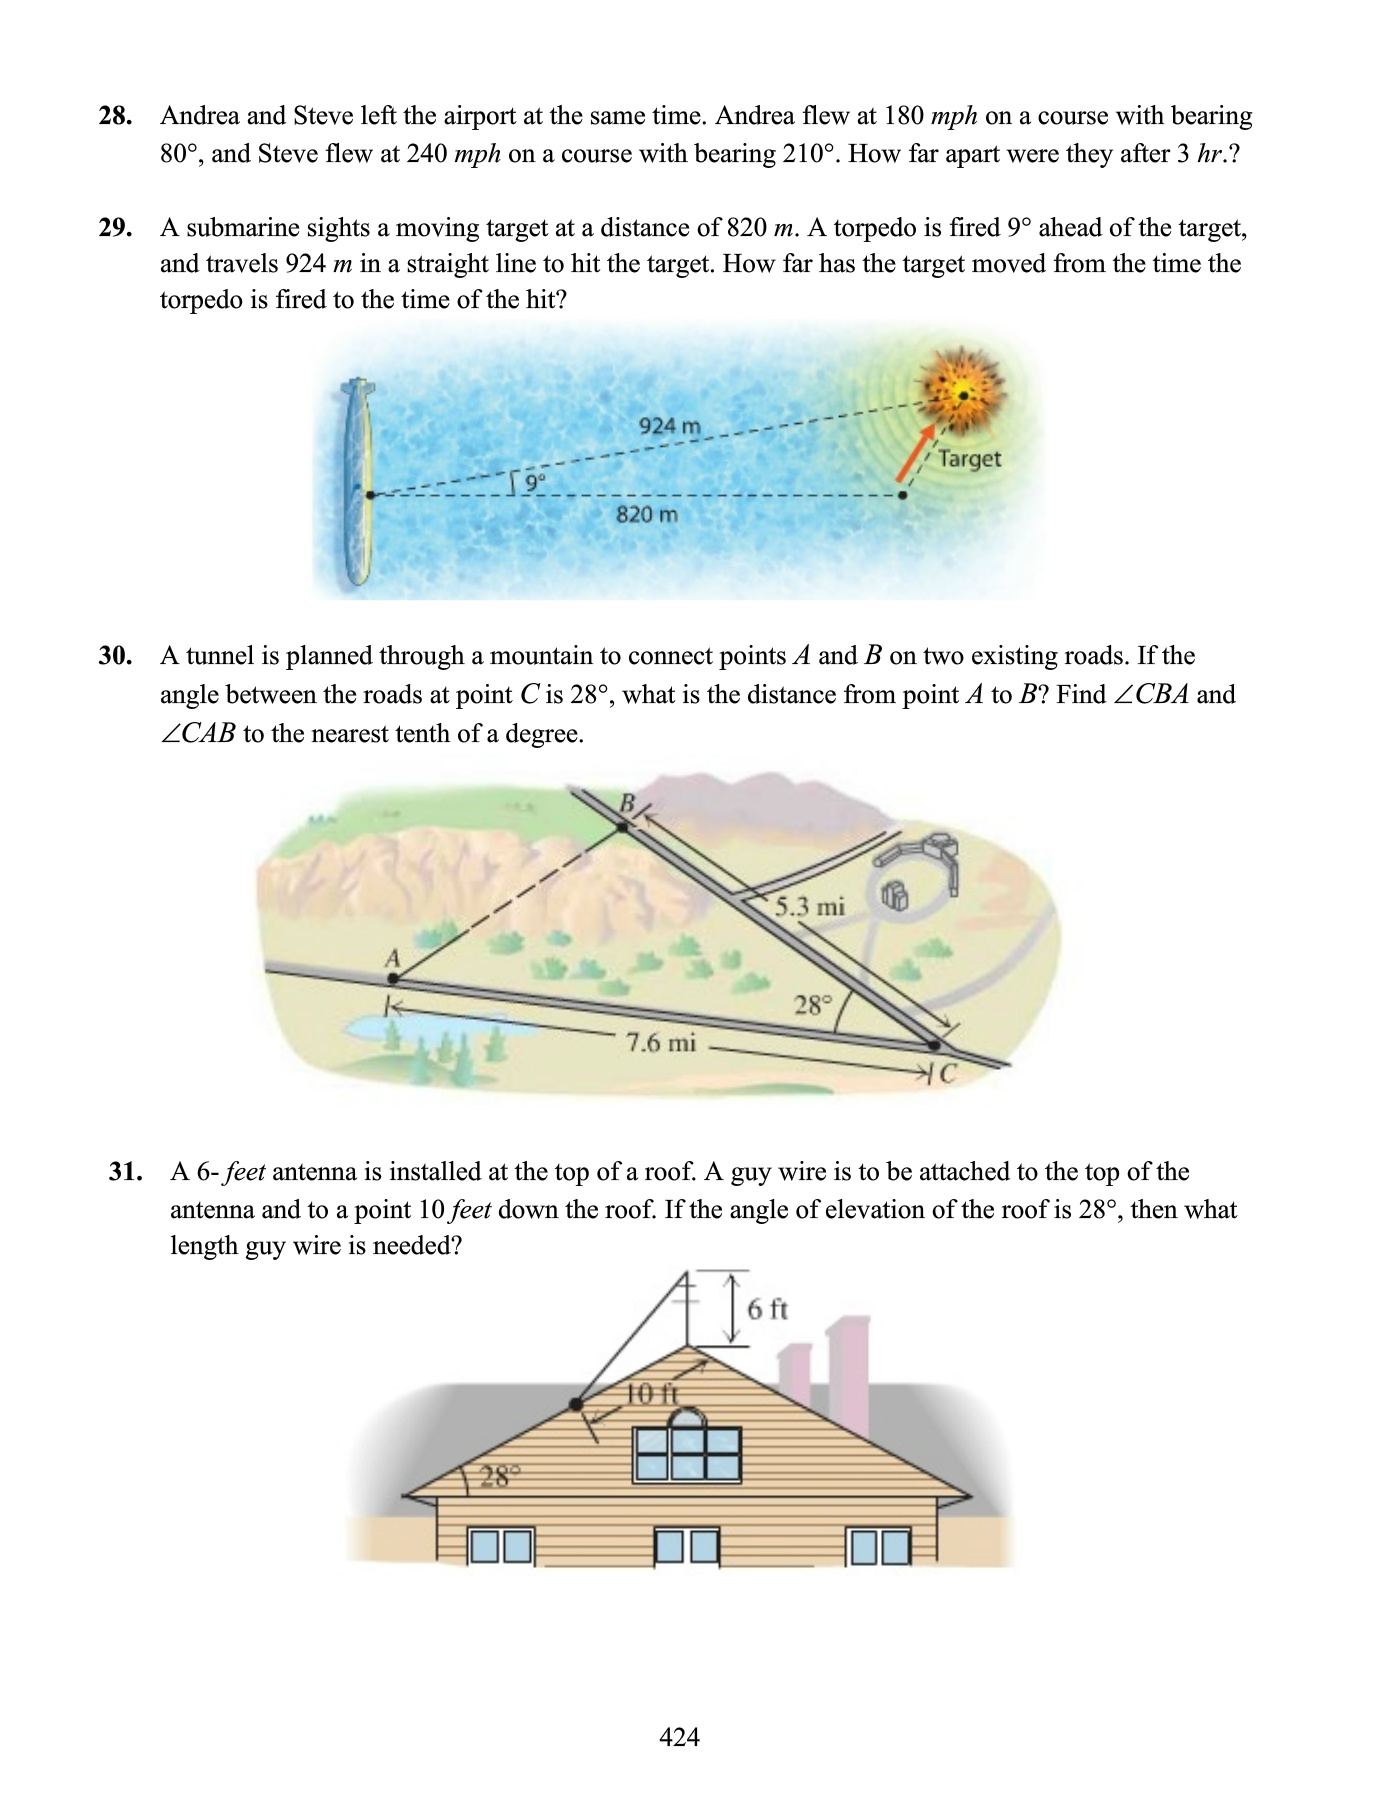 28. Andrea and Steve left the airport at the same time. Andrea flew at 180 mph on a course with bearing
80°, and Steve flew at 240 mph on a course with bearing 210°. How far apart were they after 3 hr.?
29. A submarine sights a moving target at a distance of 820 m. A torpedo is fired 9° ahead of the target,
and travels 924 m in a straight line to hit the target. How far has the target moved from the time the
torpedo is fired to the time of the hit?
924 m
Target
9°
820 m
30. A tunnel is planned through a mountain to connect points A and B on two existing roads. If the
angle between the roads at point C is 28°, what is the distance from point A to B? Find ∠CBA and
∠CAB to the nearest tenth of a degree.
B
5.3 mi
A
28°
7.6 mi
C
31. A 6- feet antenna is installed at the top of a roof. A guy wire is to be attached to the top of the
antenna and to a point 10 feet down the roof. If the angle of elevation of the roof is 28°, then what
length guy wire is needed?
6 ft
10 ft
28°
424